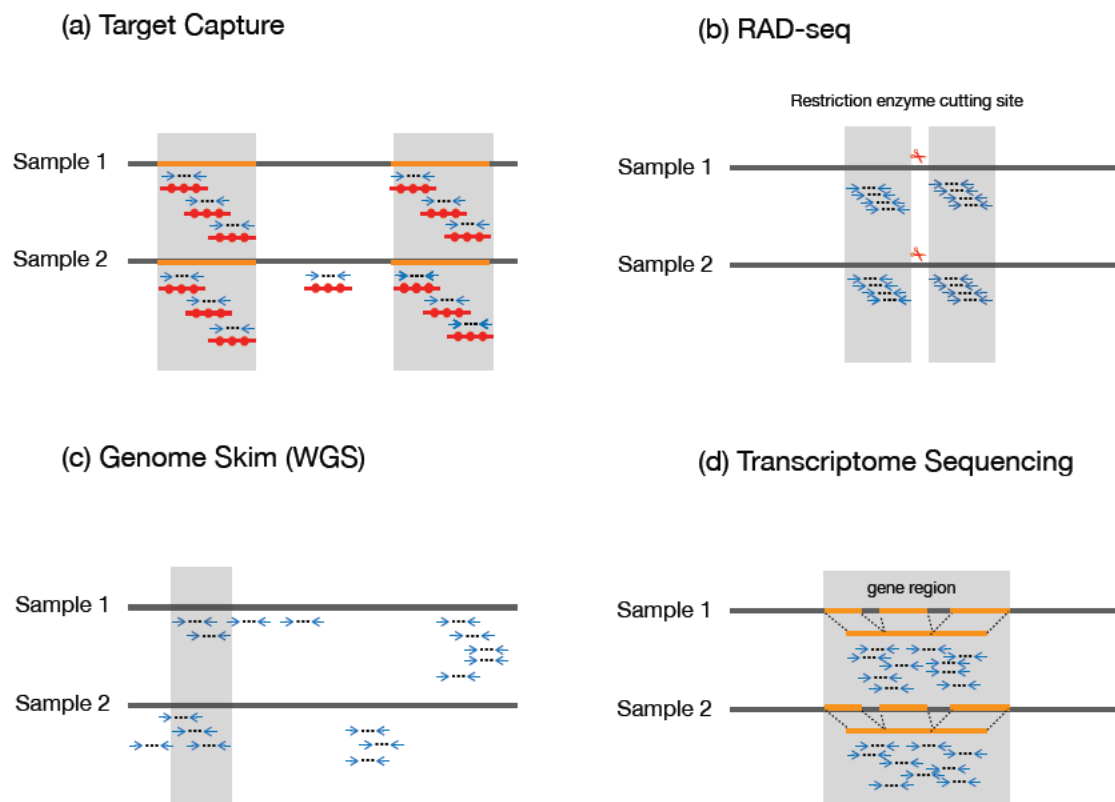 (a) Target Capture
Sample 1
Sample 2
(b) RAD-seq
Restriction enzyme cutting site
Sample 1
Sample 2
(c) Genome Skim (WGS)
Sample 1
Sample 2
(d) Transcriptome Sequencing
gene region
Sample 1
Sample 2